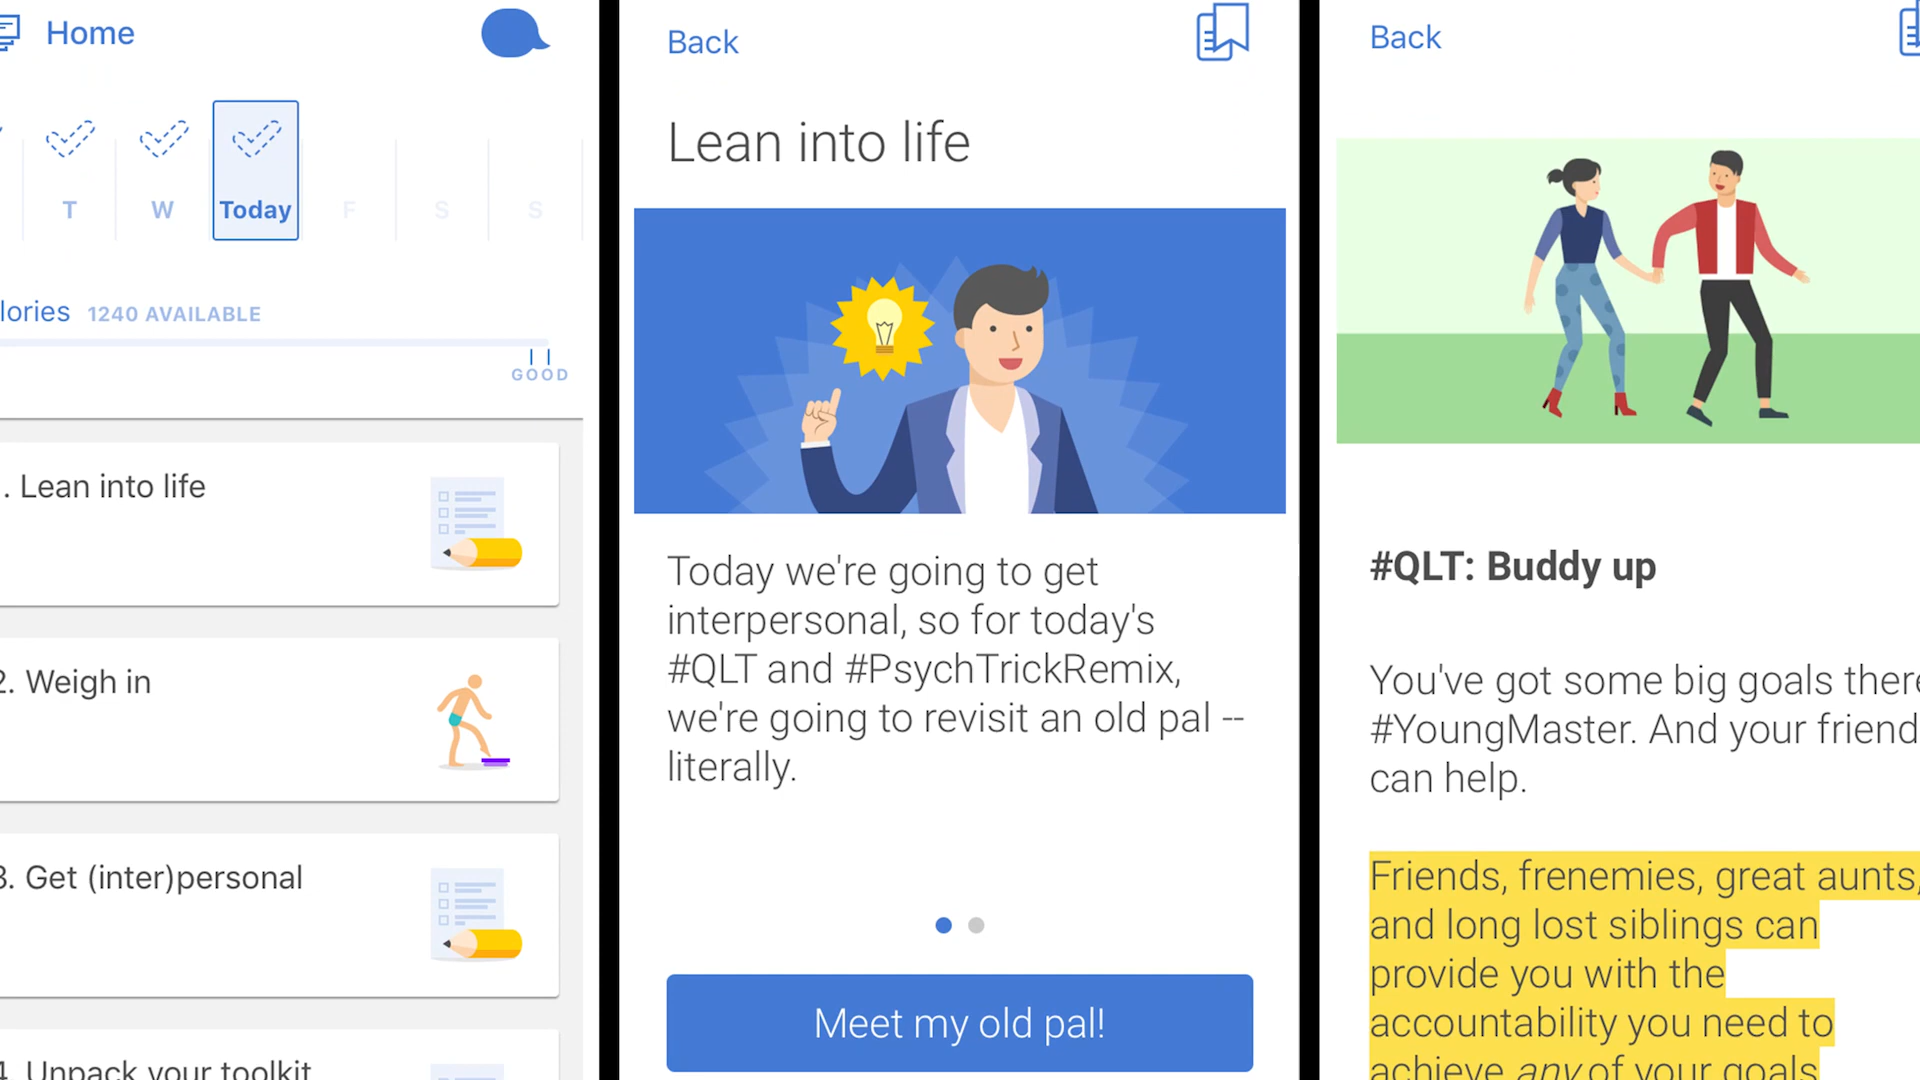 Home
T
W
Today
F
S
S
lories 1240 AVAILABLE
GOOD
. Lean into life
2. Weigh in
3. Get (inter)personal
4. Unpack your toolkit
Back
Lean into life
Today we're going to get
interpersonal, so for today's
#QLT and #PsychTrickRemix,
we're going to revisit an old pal --
literally.
Meet my old pal!
Back
#QLT: Buddy up
You've got some big goals there
#YoungMaster. And your friend
can help.
Friends, frenemies, great aunts,
and long lost siblings can
provide you with the
accountability you need to
achieve any of your goals